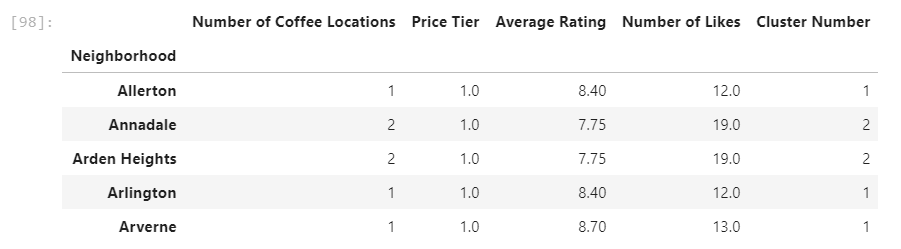 [98]:
Number of Coffee Locations Price Tier Average Rating Number of Likes Cluster Number
Neighborhood
Allerton 1 1.0 8.40 12.0 1
Annadale 2 1.0 7.75 19.0 2
Arden Heights 2 1.0 7.75 19.0 2
Arlington 1 1.0 8.40 12.0 1
Arverne 1 1.0 8.70 13.0 1